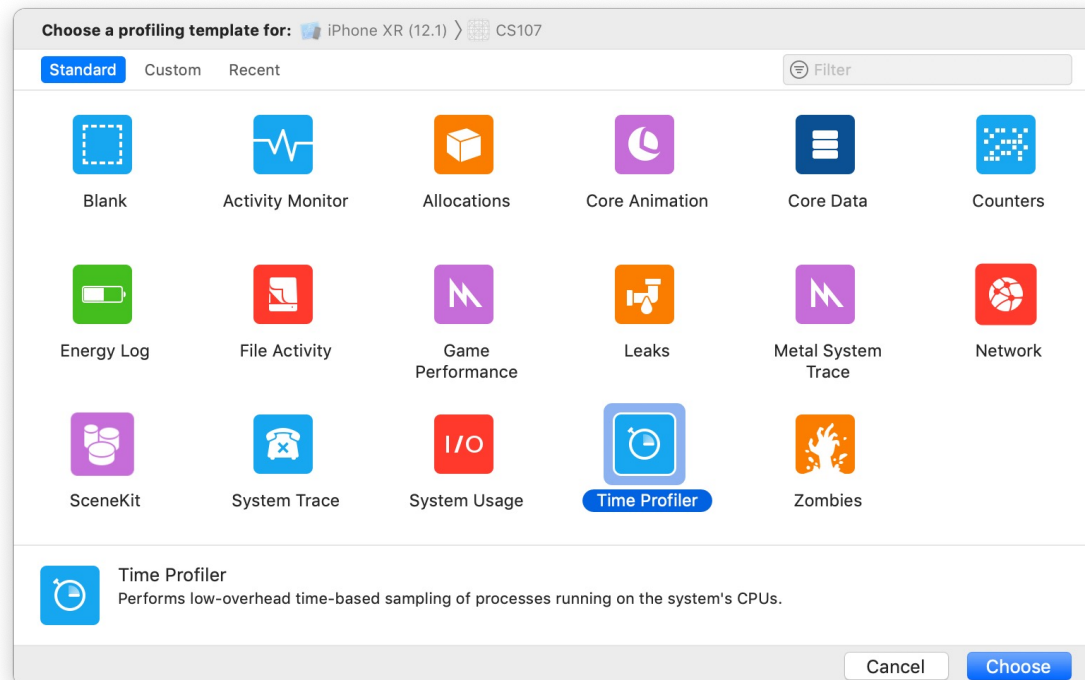 Choose a profiling template for: iPhone XR (12.1) 〉 CS107
Standard Custom Recent Filter
Blank Activity Monitor Allocations Core Animation Core Data Counters
Energy Log File Activity Game Performance Leaks Metal System Trace Network
SceneKit System Trace I/O System Usage Time Profiler Zombies
Time Profiler
Performs low-overhead time-based sampling of processes running on the system's CPUs.
Cancel Choose